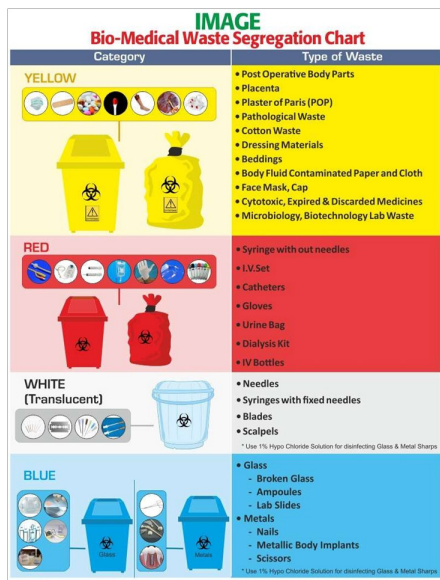 IMAGE
Bio-Medical Waste Segregation Chart
Category
Type of Waste
YELLOW
• Post Operative Body Parts
• Placenta
• Plaster of Paris (POP)
• Pathological Waste
• Cotton Waste
• Dressing Materials
• Beddings
• Body Fluid Contaminated Paper and Cloth
• Face Mask, Cap
• Cytotoxic, Expired & Discarded Medicines
• Microbiology, Biotechnology Lab Waste
RED
• Syringe with out needles
• I.V.Set
• Catheters
• Gloves
• Urine Bag
• Dialysis Kit
• IV Bottles
WHITE
(Translucent)
• Needles
• Syringes with fixed needles
• Blades
• Scalpels
* Use 1% Hypo Chloride Solution for disinfecting Glass & Metal Sharps
BLUE
Glass
Metals
• Glass
- Broken Glass
- Ampoules
- Lab Slides
• Metals
- Nails
- Metallic Body Implants
- Scissors
* Use 1% Hypo Chloride Solution for disinfecting Glass & Metal Sharps